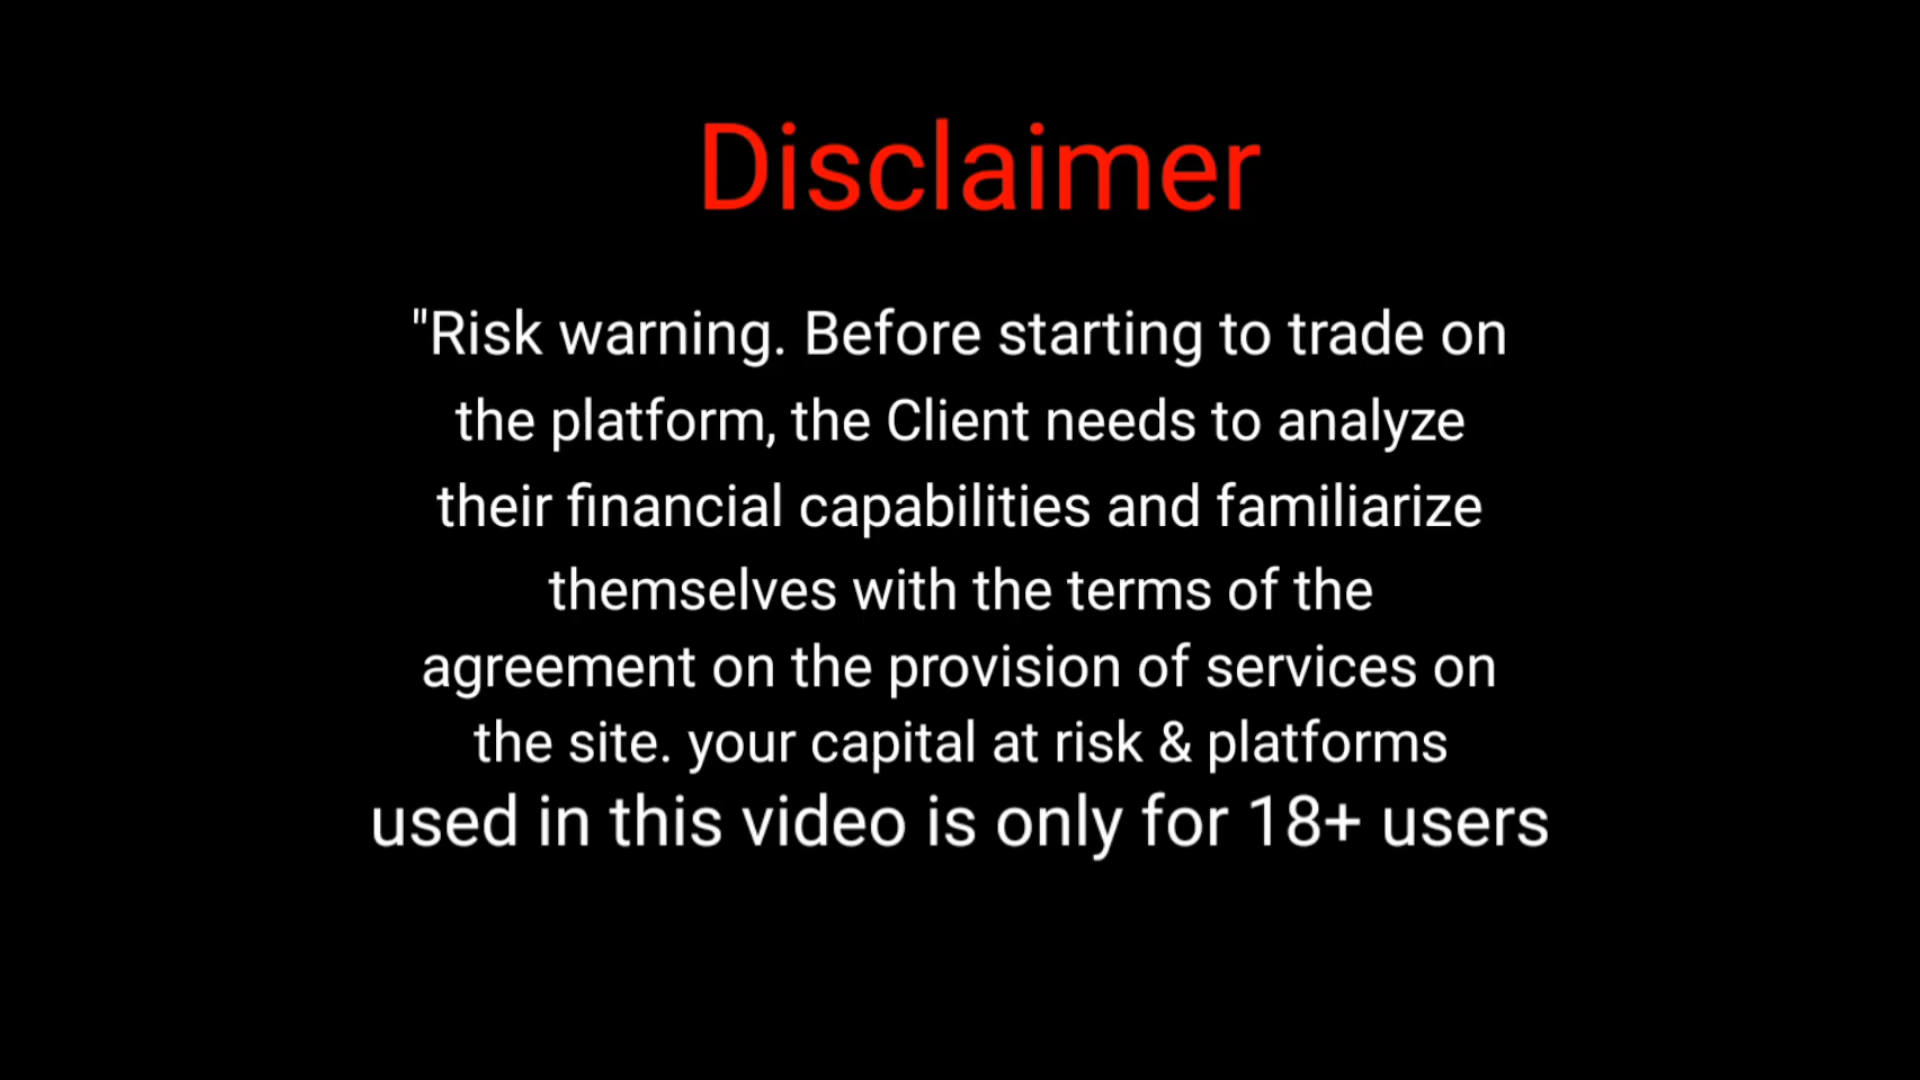 Disclaimer
"Risk warning. Before starting to trade on
the platform, the Client needs to analyze
their financial capabilities and familiarize
themselves with the terms of the
agreement on the provision of services on
the site. your capital at risk & platforms
used in this video is only for 18+ users